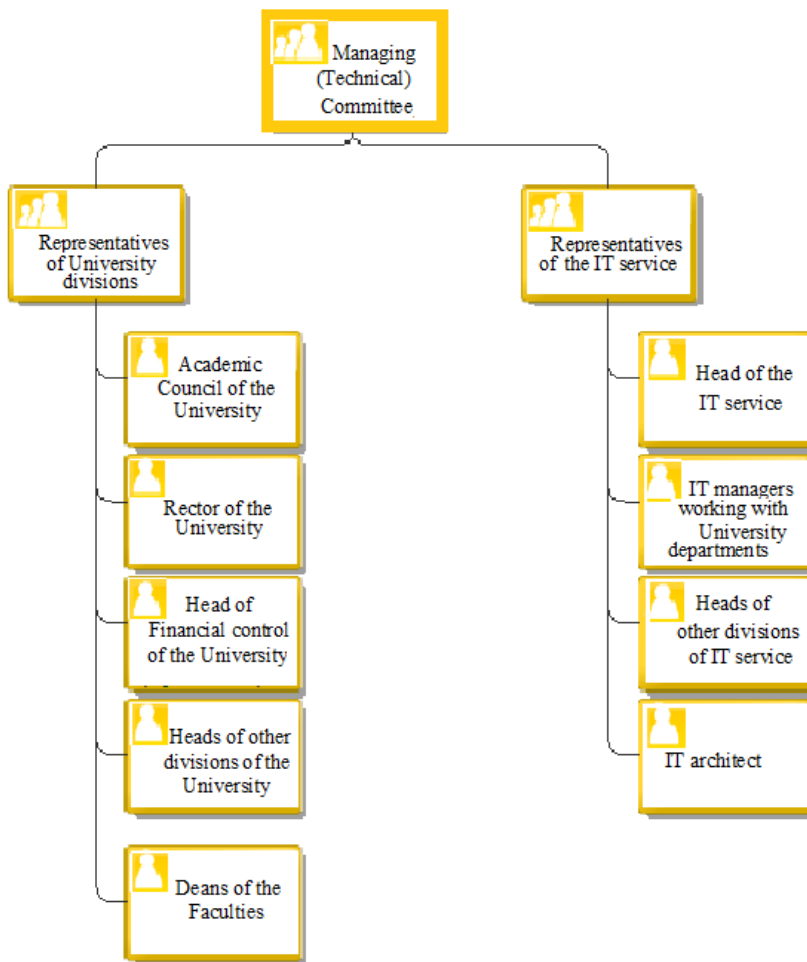 Managing
(Technical)
Committee
Representatives
of University
divisions
Representatives
of the IT service
Academic
Council of the
University
Head of the
IT service
Rector of the
University
IT managers
working with
University
departments
Head of
Financial control
of the University
Heads of
other divisions
of IT service
Heads of other
divisions of the
University
IT architect
Deans of the
Faculties